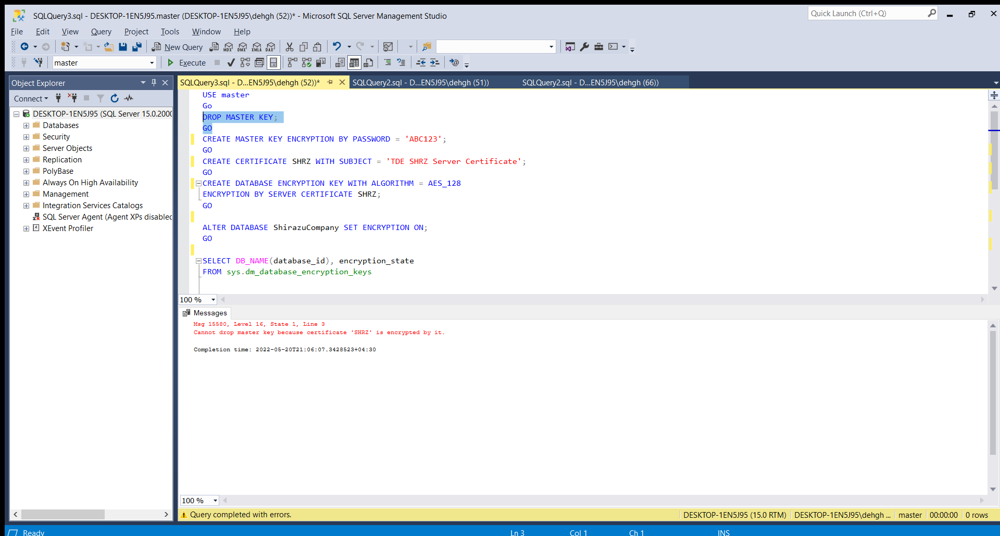 SQLQuery3.sql - DESKTOP-1EN5J95.master (DESKTOP-1EN5J95\dehgh (52))* - Microsoft SQL Server Management Studio
Quick Launch (Ctrl+Q)
File Edit View Query Project Tools Window Help
New Query MDX DMX XMLA DAX
master Execute
Object Explorer
Connect
DESKTOP-1EN5J95 (SQL Server 15.0.2000
Databases
Security
Server Objects
Replication
PolyBase
Always On High Availability
Management
Integration Services Catalogs
SQL Server Agent (Agent XPs disabled
XEvent Profiler
SQLQuery3.sql - D...EN5J95\dehgh (52))* SQLQuery2.sql - D...EN5J95\dehgh (51)) SQLQuery2.sql - D...EN5J95\dehgh (66))
USE master
Go
DROP MASTER KEY;
GO
CREATE MASTER KEY ENCRYPTION BY PASSWORD = 'ABC123';
GO
CREATE CERTIFICATE SHRZ WITH SUBJECT = 'TDE SHRZ Server Certificate';
GO
CREATE DATABASE ENCRYPTION KEY WITH ALGORITHM = AES_128
ENCRYPTION BY SERVER CERTIFICATE SHRZ;
GO
ALTER DATABASE ShirazuCompany SET ENCRYPTION ON;
GO
SELECT DB_NAME(database_id), encryption_state
FROM sys.dm_database_encryption_keys
100 %
Messages
Msg 15580, Level 16, State 1, Line 3
Cannot drop master key because certificate 'SHRZ' is encrypted by it.
Completion time: 2022-05-20T21:06:07.3428523+04:30
100 %
Query completed with errors. DESKTOP-1EN5J95 (15.0 RTM) DESKTOP-1EN5J95\dehgh ... master 00:00:00 0 rows
Ready Ln 3 Col 1 Ch 1 INS